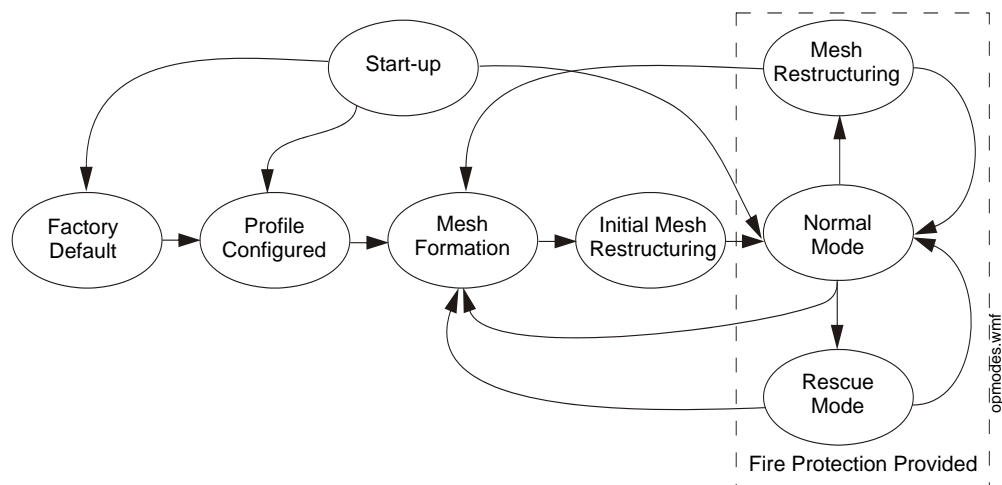 Start-up
Mesh
Restructuring
Factory
Default
Profile
Configured
Mesh
Formation
Initial Mesh
Restructuring
Normal
Mode
Rescue
Mode
Fire Protection Provided
opmodes.wmf